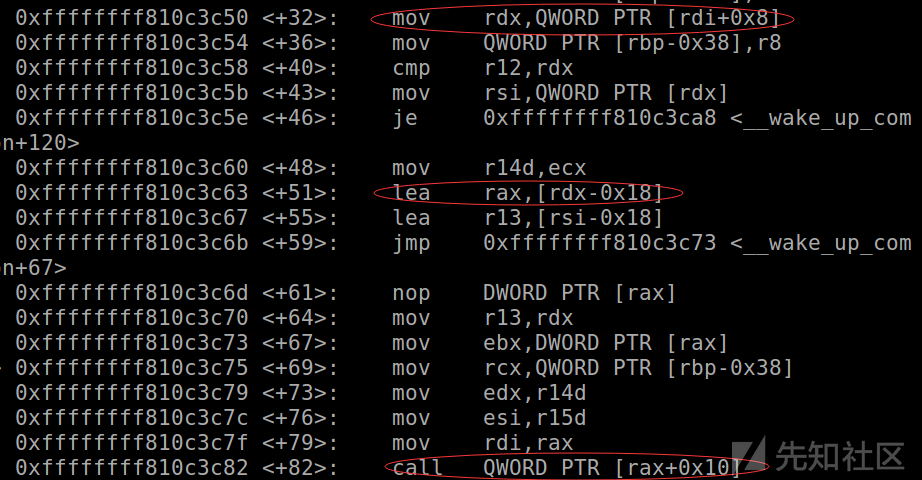 0xffffffff810c3c50 <+32>: mov rdx,QWORD PTR [rdi+0x8]
0xffffffff810c3c54 <+36>: mov QWORD PTR [rbp-0x38],r8
0xffffffff810c3c58 <+40>: cmp r12,rdx
0xffffffff810c3c5b <+43>: mov rsi,QWORD PTR [rdx]
0xffffffff810c3c5e <+46>: je 0xffffffff810c3ca8 <__wake_up_com
on+120>
0xffffffff810c3c60 <+48>: mov r14d,ecx
0xffffffff810c3c63 <+51>: lea rax,[rdx-0x18]
0xffffffff810c3c67 <+55>: lea r13,[rsi-0x18]
0xffffffff810c3c6b <+59>: jmp 0xffffffff810c3c73 <__wake_up_com
on+67>
0xffffffff810c3c6d <+61>: nop DWORD PTR [rax]
0xffffffff810c3c70 <+64>: mov r13,rdx
0xffffffff810c3c73 <+67>: mov ebx,DWORD PTR [rax]
0xffffffff810c3c75 <+69>: mov rcx,QWORD PTR [rbp-0x38]
0xffffffff810c3c79 <+73>: mov edx,r14d
0xffffffff810c3c7c <+76>: mov esi,r15d
0xffffffff810c3c7f <+79>: mov rdi,rax
0xffffffff810c3c82 <+82>: call QWORD PTR [rax+0x10]
先知社区